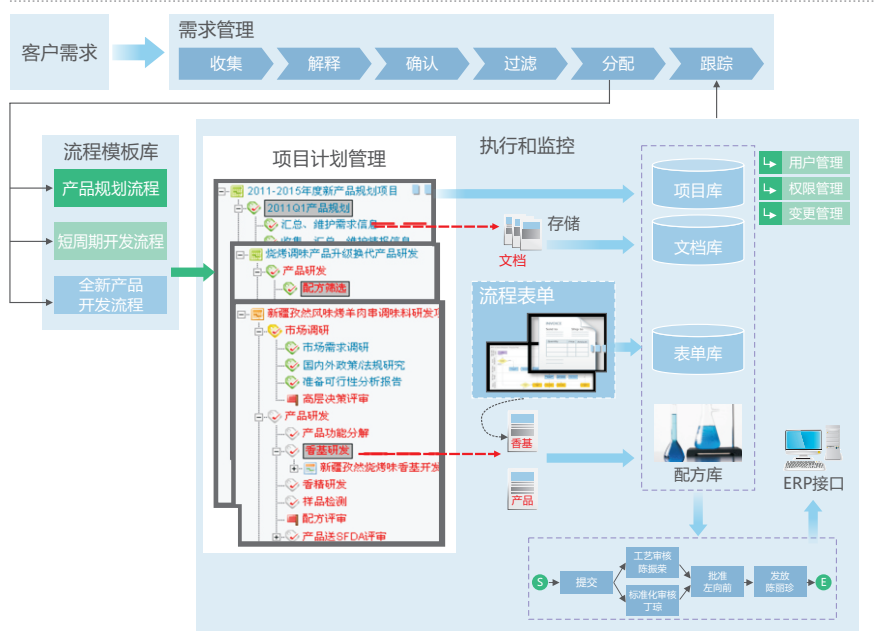 客户需求
需求管理
收集
解释
确认
过滤
分配
跟踪
流程模板库
产品规划流程
短周期开发流程
全新产品
开发流程
项目计划管理
2011-2015年度新产品规划项目
2011Q1产品规划
汇总、维护需求信息
收集、汇总、维护情报信息
烧烤调味产品升级换代产品研发
产品研发
配方筛选
新疆孜然风味烤羊肉串调味料研发项
市场调研
市场需求调研
国内外政策/法规研究
准备可行性分析报告
高层决策评审
产品研发
产品功能分解
香基研发
新疆孜然烧烤味香基开发
香精研发
样品检测
配方评审
产品送SFDA评审
执行和监控
文档
存储
流程表单
香基
产品
项目库
文档库
表单库
配方库
用户管理
权限管理
变更管理
ERP接口
S
提交
工艺审核
陈振荣
标准化审核
丁琼
批准
左向前
发放
陈丽珍
E